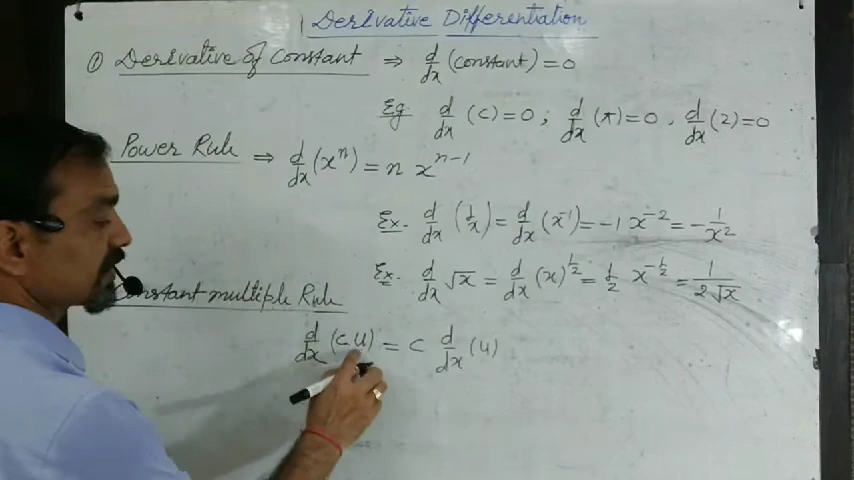 Derivative Differentiation
① Derivative of Constant ⇒ d/dx (constant) = 0
Eg d/dx (c) = 0 ; d/dx (π) = 0 , d/dx (2) = 0
Power Rule ⇒ d/dx (xⁿ) = n xⁿ⁻¹
Ex. d/dx (1/x) = d/dx (x⁻¹) = -1 x⁻² = -1/x²
Ex. d/dx √x = d/dx (x)^1/2 = 1/2 x^-1/2 = 1/2√x
Constant multiple Rule
d/dx (c u) = c d/dx (u)